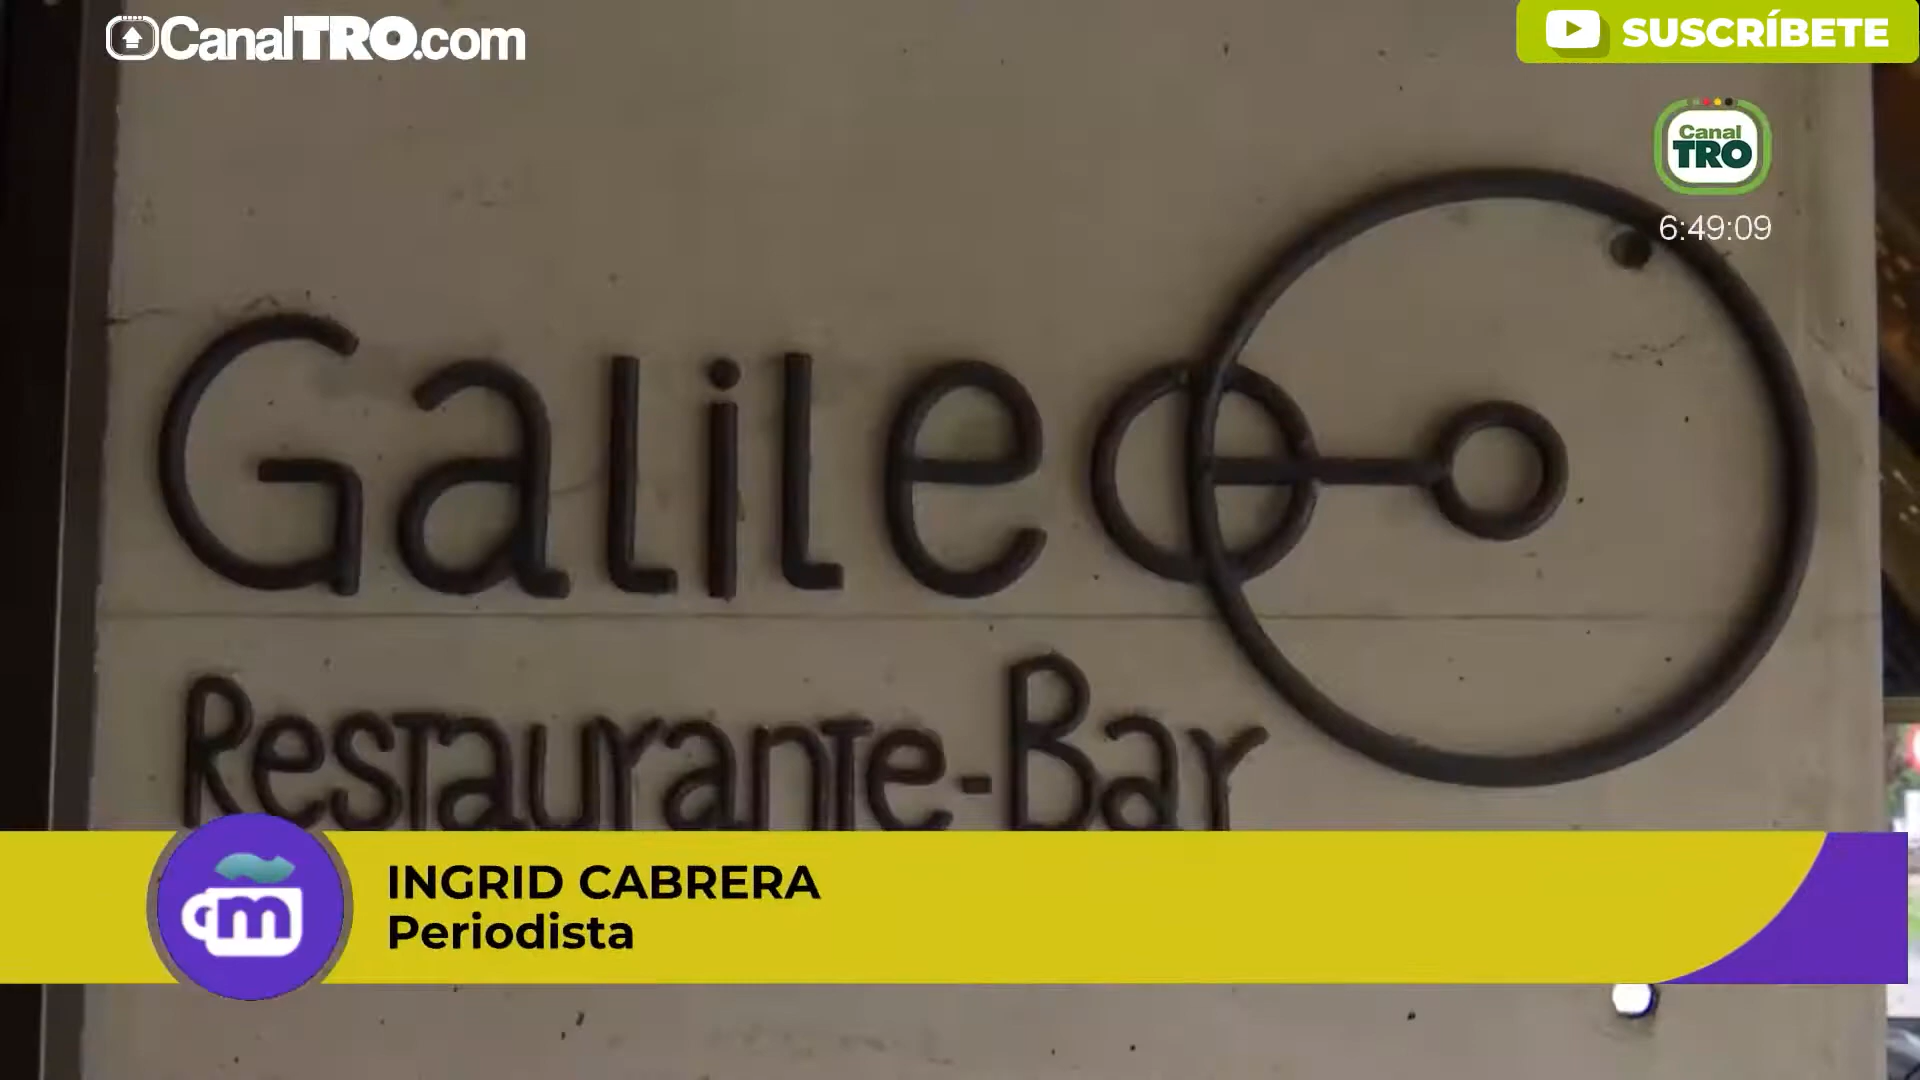 CanalTRO.com
SUSCRÍBETE
Canal
TRO
6:49:09
Galileo
Restaurante-Bar
m
INGRID CABRERA
Periodista